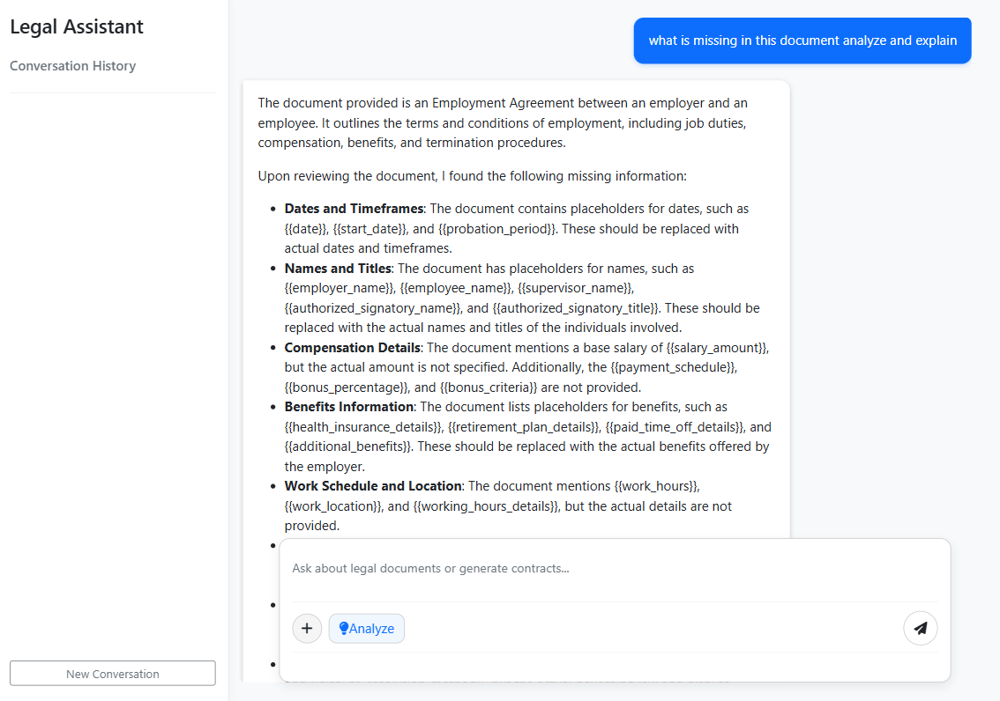 Legal Assistant
Conversation History
what is missing in this document analyze and explain
The document provided is an Employment Agreement between an employer and an
employee. It outlines the terms and conditions of employment, including job duties,
compensation, benefits, and termination procedures.
Upon reviewing the document, I found the following missing information:
• Dates and Timeframes: The document contains placeholders for dates, such as
{{date}}, {{start_date}}, and {{probation_period}}. These should be replaced with
actual dates and timeframes.
• Names and Titles: The document has placeholders for names, such as
{{employer_name}}, {{employee_name}}, {{supervisor_name}},
{{authorized_signatory_name}}, and {{authorized_signatory_title}}. These should be
replaced with the actual names and titles of the individuals involved.
• Compensation Details: The document mentions a base salary of {{salary_amount}},
but the actual amount is not specified. Additionally, the {{payment_schedule}},
{{bonus_percentage}}, and {{bonus_criteria}} are not provided.
• Benefits Information: The document lists placeholders for benefits, such as
{{health_insurance_details}}, {{retirement_plan_details}}, {{paid_time_off_details}}, and
{{additional_benefits}}. These should be replaced with the actual benefits offered by
the employer.
• Work Schedule and Location: The document mentions {{work_hours}},
{{work_location}}, and {{working_hours_details}}, but the actual details are not
provided.
Ask about legal documents or generate contracts...
Analyze
New Conversation